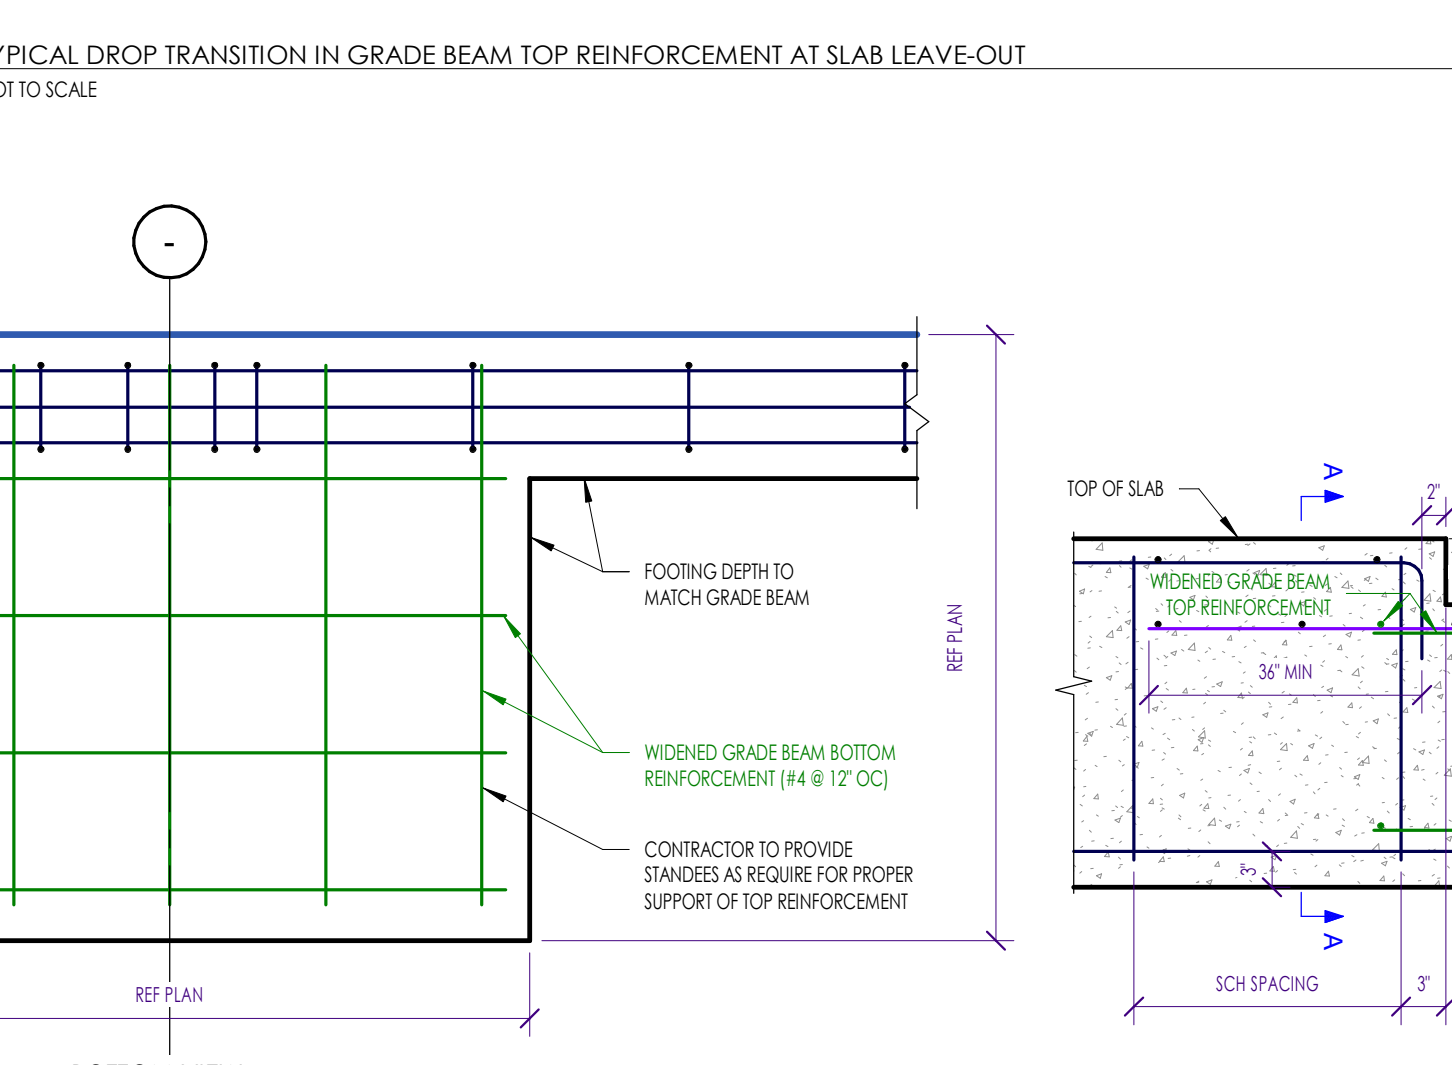 YPICAL DROP TRANSITION IN GRADE BEAM TOP REINFORCEMENT AT SLAB LEAVE-OUT
OT TO SCALE
-
FOOTING DEPTH TO
MATCH GRADE BEAM
REF PLAN
WIDENED GRADE BEAM BOTTOM
REINFORCEMENT (#4 @ 12" OC)
CONTRACTOR TO PROVIDE
STANDEES AS REQUIRE FOR PROPER
SUPPORT OF TOP REINFORCEMENT
REF PLAN
TOP OF SLAB
A
2"
WIDENED GRADE BEAM
TOP REINFORCEMENT
36" MIN
3"
A
SCH SPACING
3"